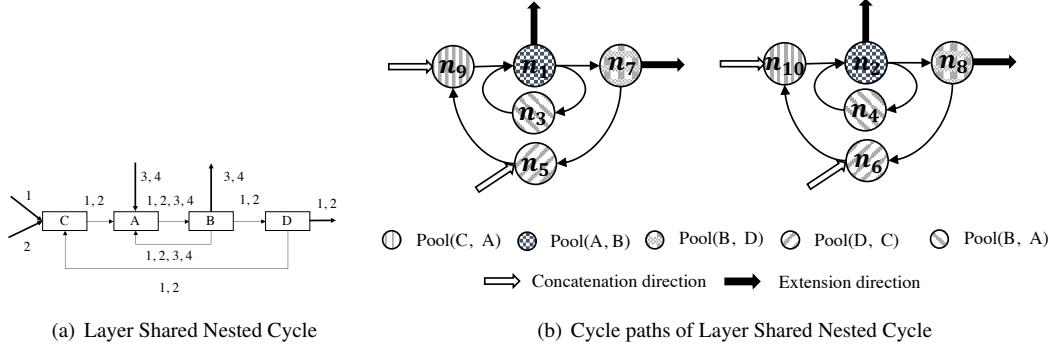 1
2
C
1, 2
3, 4
A
1, 2, 3, 4
B
3, 4
1, 2
D
1, 2
1, 2, 3, 4
1, 2
(a) Layer Shared Nested Cycle
n9
n1
n7
n3
n5
n10
n2
n8
n4
n6
Pool(C, A) Pool(A, B) Pool(B, D) Pool(D, C) Pool(B, A)
Concatenation direction Extension direction
(b) Cycle paths of Layer Shared Nested Cycle